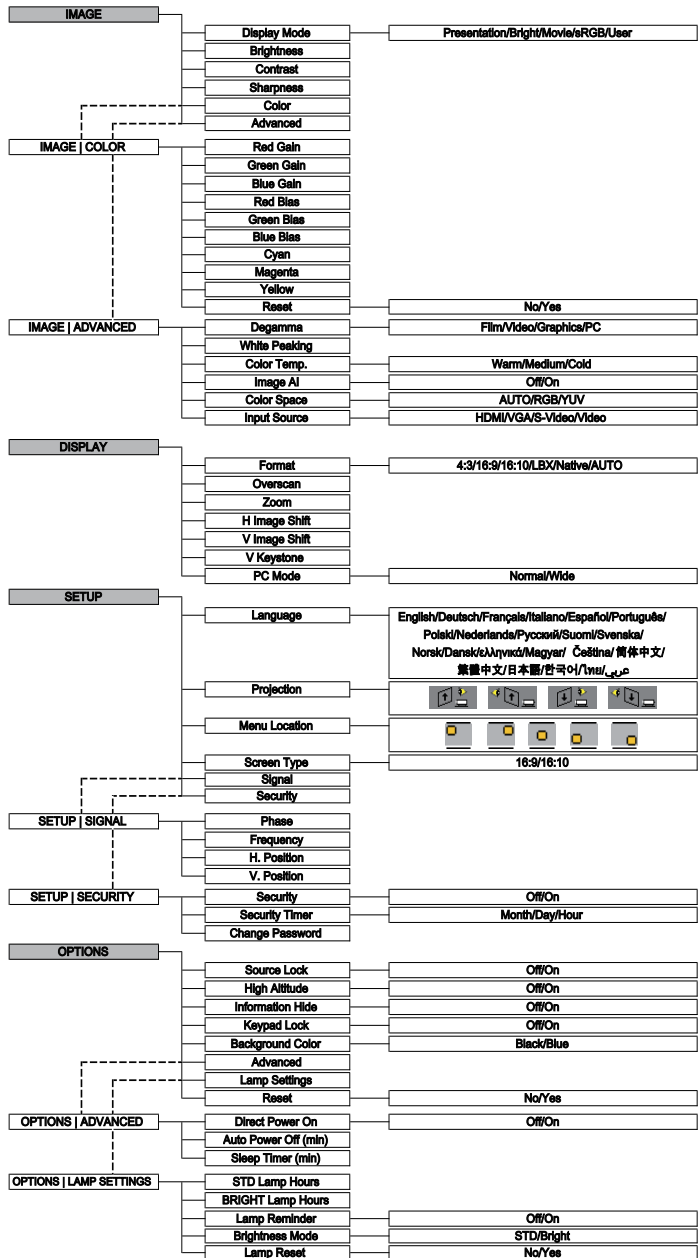 IMAGE
Display Mode Presentation/Bright/Movie/sRGB/User
Brightness
Contrast
Sharpness
Color
Advanced
IMAGE | COLOR Red Gain
Green Gain
Blue Gain
Red Bias
Green Bias
Blue Bias
Cyan
Magenta
Yellow
Reset No/Yes
IMAGE | ADVANCED Degamma Film/Video/Graphics/PC
White Peaking
Color Temp. Warm/Medium/Cold
Image AI Off/On
Color Space AUTO/RGB/YUV
Input Source HDMI/VGA/S-Video/Video
DISPLAY
Format 4:3/16:9/16:10/LBX/Native/AUTO
Overscan
Zoom
H Image Shift
V Image Shift
V Keystone
PC Mode Normal/Wide
SETUP
Language English/Deutsch/Français/Italiano/Español/Português/
Polski/Nederlands/Русский/Suomi/Svenska/
Norsk/Dansk/ελληνικά/Magyar/ Čeština/简体中文/
繁體中文/日本語/한국어/ไทย/عربي
Projection
Menu Location
Screen Type 16:9/16:10
Signal
Security
SETUP | SIGNAL Phase
Frequency
H. Position
V. Position
SETUP | SECURITY Security Off/On
Security Timer Month/Day/Hour
Change Password
OPTIONS
Source Lock Off/On
High Altitude Off/On
Information Hide Off/On
Keypad Lock Off/On
Background Color Black/Blue
Advanced
Lamp Settings
Reset No/Yes
OPTIONS | ADVANCED Direct Power On Off/On
Auto Power Off (min)
Sleep Timer (min)
OPTIONS | LAMP SETTINGS STD Lamp Hours
BRIGHT Lamp Hours
Lamp Reminder Off/On
Brightness Mode STD/Bright
Lamp Reset No/Yes